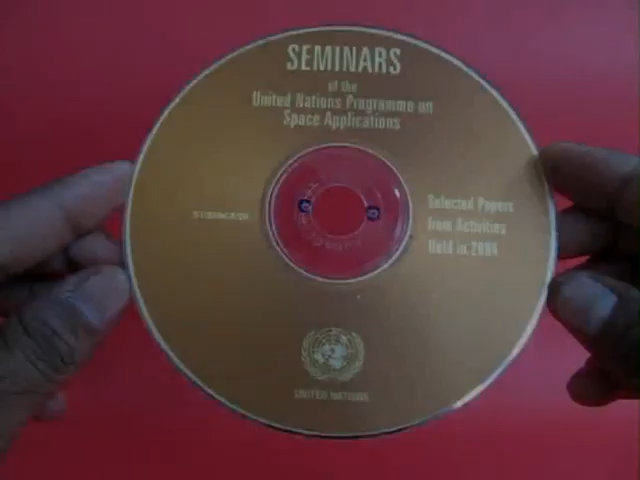 SEMINARS
of the
United Nations Programme on
Space Applications
Selected Papers
from Activities
Held in 2004
UNITED NATIONS